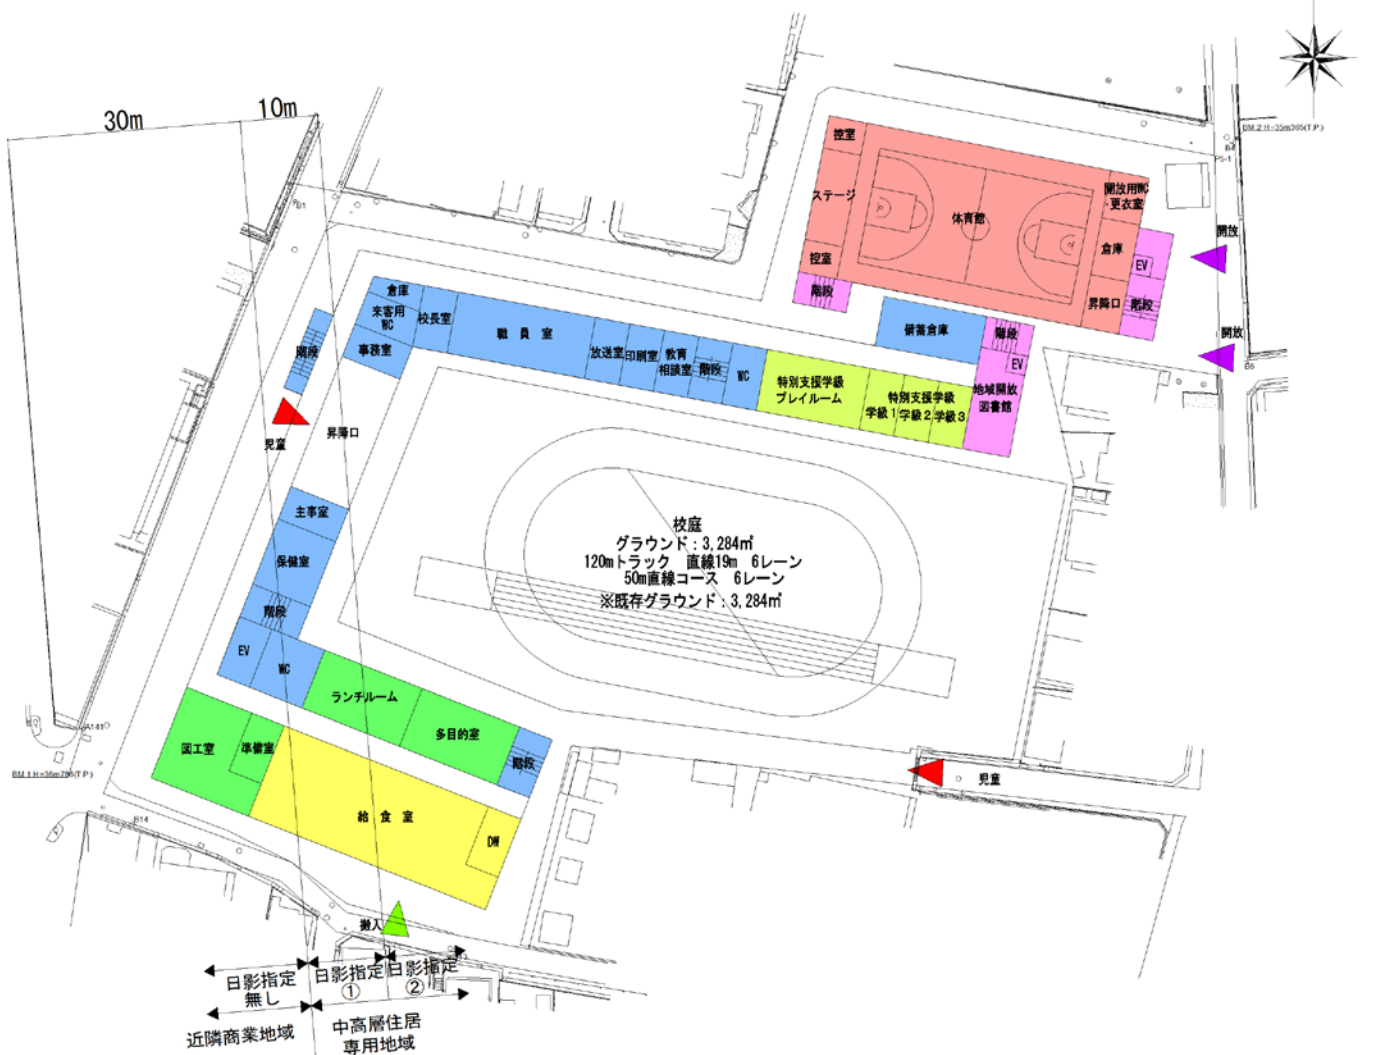 30m
10m
BM.2 H=35m365(T.P.)
P5-1
B1
控室
ステージ
体育館
開放用WC
・更衣室
倉庫
控室
階段
EV
階段
昇降口
開放
開放
B6
倉庫
来客用
WC
校長室
事務室
職員室
放送室
印刷室
教育
相談室
階段
WC
備蓄倉庫
階段
EV
地域開放
図書館
特別支援学級
プレイルーム
特別支援学級
学級1
学級2
学級3
階段
児童
昇降口
主事室
保健室
階段
EV
WC
ランチルーム
多目的室
階段
図工室
準備室
給食室
DW
校庭
グラウンド：3,284㎡
120mトラック 直線19m 6レーン
50m直線コース 6レーン
※既存グラウンド：3,284㎡
児童
A141
B14
搬入
日影指定
無し
日影指定
①
日影指定
②
近隣商業地域
中高層住居
専用地域